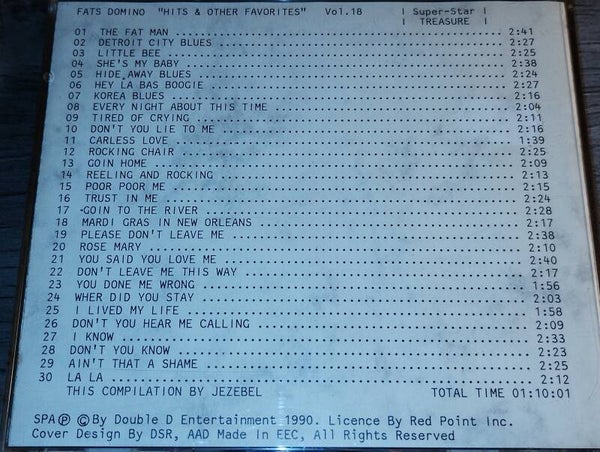 FATS DOMINO "HITS & OTHER FAVORITES" Vol.18 | Super-Star |
| TREASURE |
01 THE FAT MAN 2:41
02 DETROIT CITY BLUES 2:27
03 LITTLE BEE 2:25
04 SHE'S MY BABY 2:38
05 HIDE AWAY BLUES 2:24
06 HEY LA BAS BOOGIE 2:27
07 KOREA BLUES 2:16
08 EVERY NIGHT ABOUT THIS TIME 2:04
09 TIRED OF CRYING 2:11
10 DON'T YOU LIE TO ME 2:16
11 CARLESS LOVE 1:39
12 ROCKING CHAIR 2:25
13 GOIN HOME 2:09
14 REELING AND ROCKING 2:13
15 POOR POOR ME 2:15
16 TRUST IN ME 2:24
17 GOIN TO THE RIVER 2:28
18 MARDI GRAS IN NEW ORLEANS 2:17
19 PLEASE DON'T LEAVE ME 2:38
20 ROSE MARY 2:10
21 YOU SAID YOU LOVE ME 2:40
22 DON'T LEAVE ME THIS WAY 2:17
23 YOU DONE ME WRONG 1:56
24 WHER DID YOU STAY 2:03
25 I LIVED MY LIFE 1:58
26 DON'T YOU HEAR ME CALLING 2:09
27 I KNOW 2:33
28 DON'T YOU KNOW 2:23
29 AIN'T THAT A SHAME 2:25
30 LA LA 2:12
THIS COMPILATION BY JEZEBEL TOTAL TIME 01:10:01
SPA Ⓟ © By Double D Entertainment 1990. Licence By Red Point Inc.
Cover Design By DSR, AAD Made In EEC, All Rights Reserved